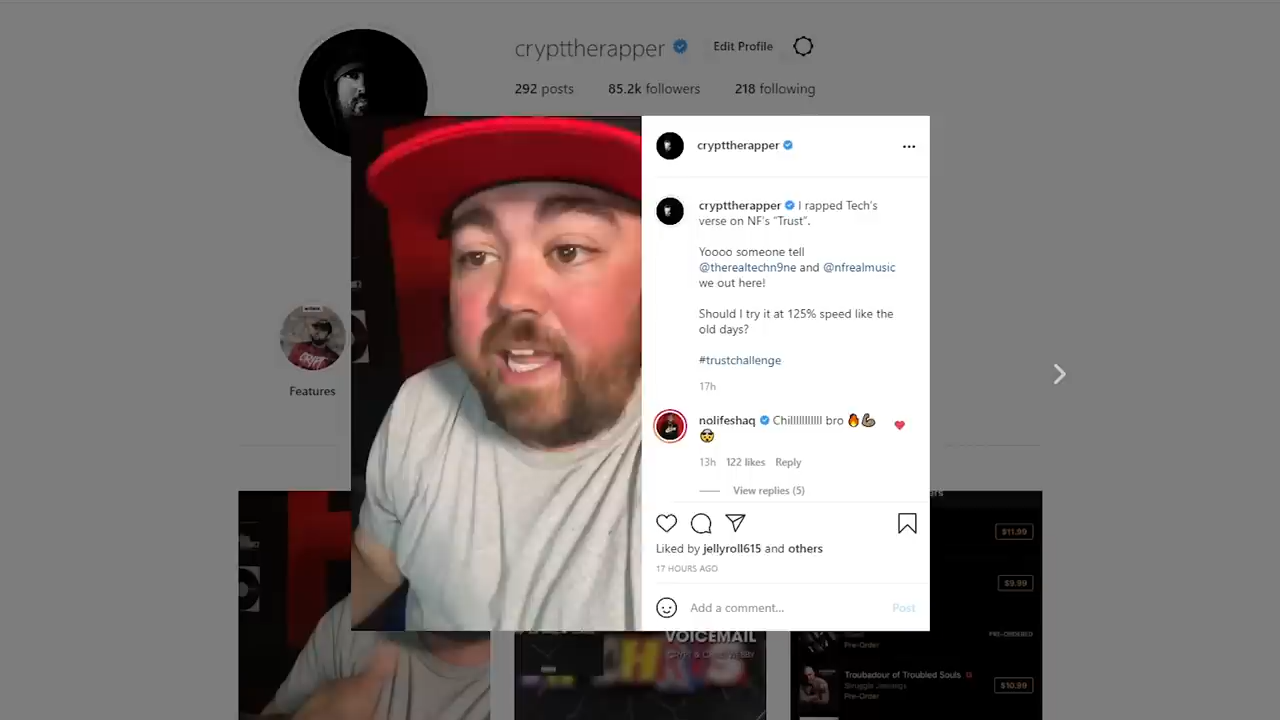 crypttherapper Edit Profile
292 posts 85.2k followers 218 following
crypttherapper
crypttherapper I rapped Tech's
verse on NF's “Trust”.
Yoooo someone tell
@therealtechn9ne and @nfrealmusic
we out here!
Should I try it at 125% speed like the
old days?
#trustchallenge
17h
nolifeshaq Chillllllllllll bro 🔥💪🏾
😎
13h 122 likes Reply
View replies (5)
Liked by jellyroll615 and others
17 HOURS AGO
Add a comment... Post
Features
VOICEMAIL
$11.99
$9.99
PRE-ORDERED
Pre-Order
Troubadour of Troubled Souls
Struggle Jennings
Pre-Order
$10.99